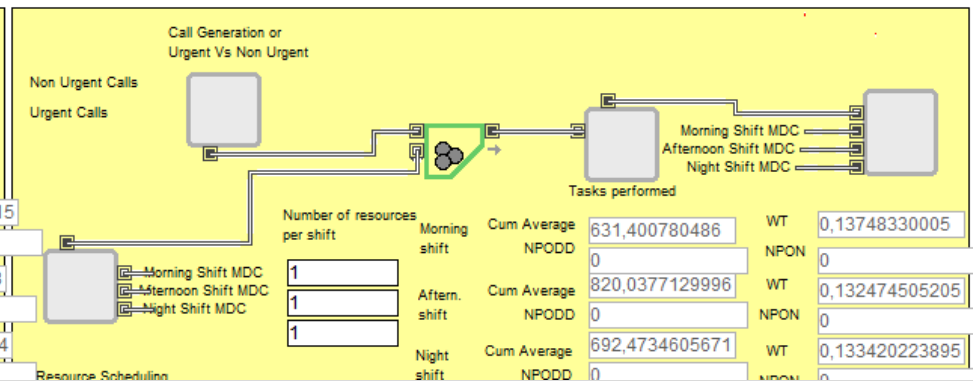 Call Generation or
Urgent Vs Non Urgent
Non Urgent Calls
Urgent Calls
Morning Shift MDC
Afternoon Shift MDC
Night Shift MDC
Tasks performed
15
Number of resources
per shift
Morning Shift MDC
Afternoon Shift MDC
Night Shift MDC
1
1
1
Morning
shift
Cum Average
631,400780486
WT
0,13748330005
NPODD
0
NPON
0
Aftern.
shift
Cum Average
820,0377129996
WT
0,132474505205
NPODD
0
NPON
0
4
Night
shift
Cum Average
692,4734605671
WT
0,133420223895
NPODD
0
NPON
0
Resource Scheduling